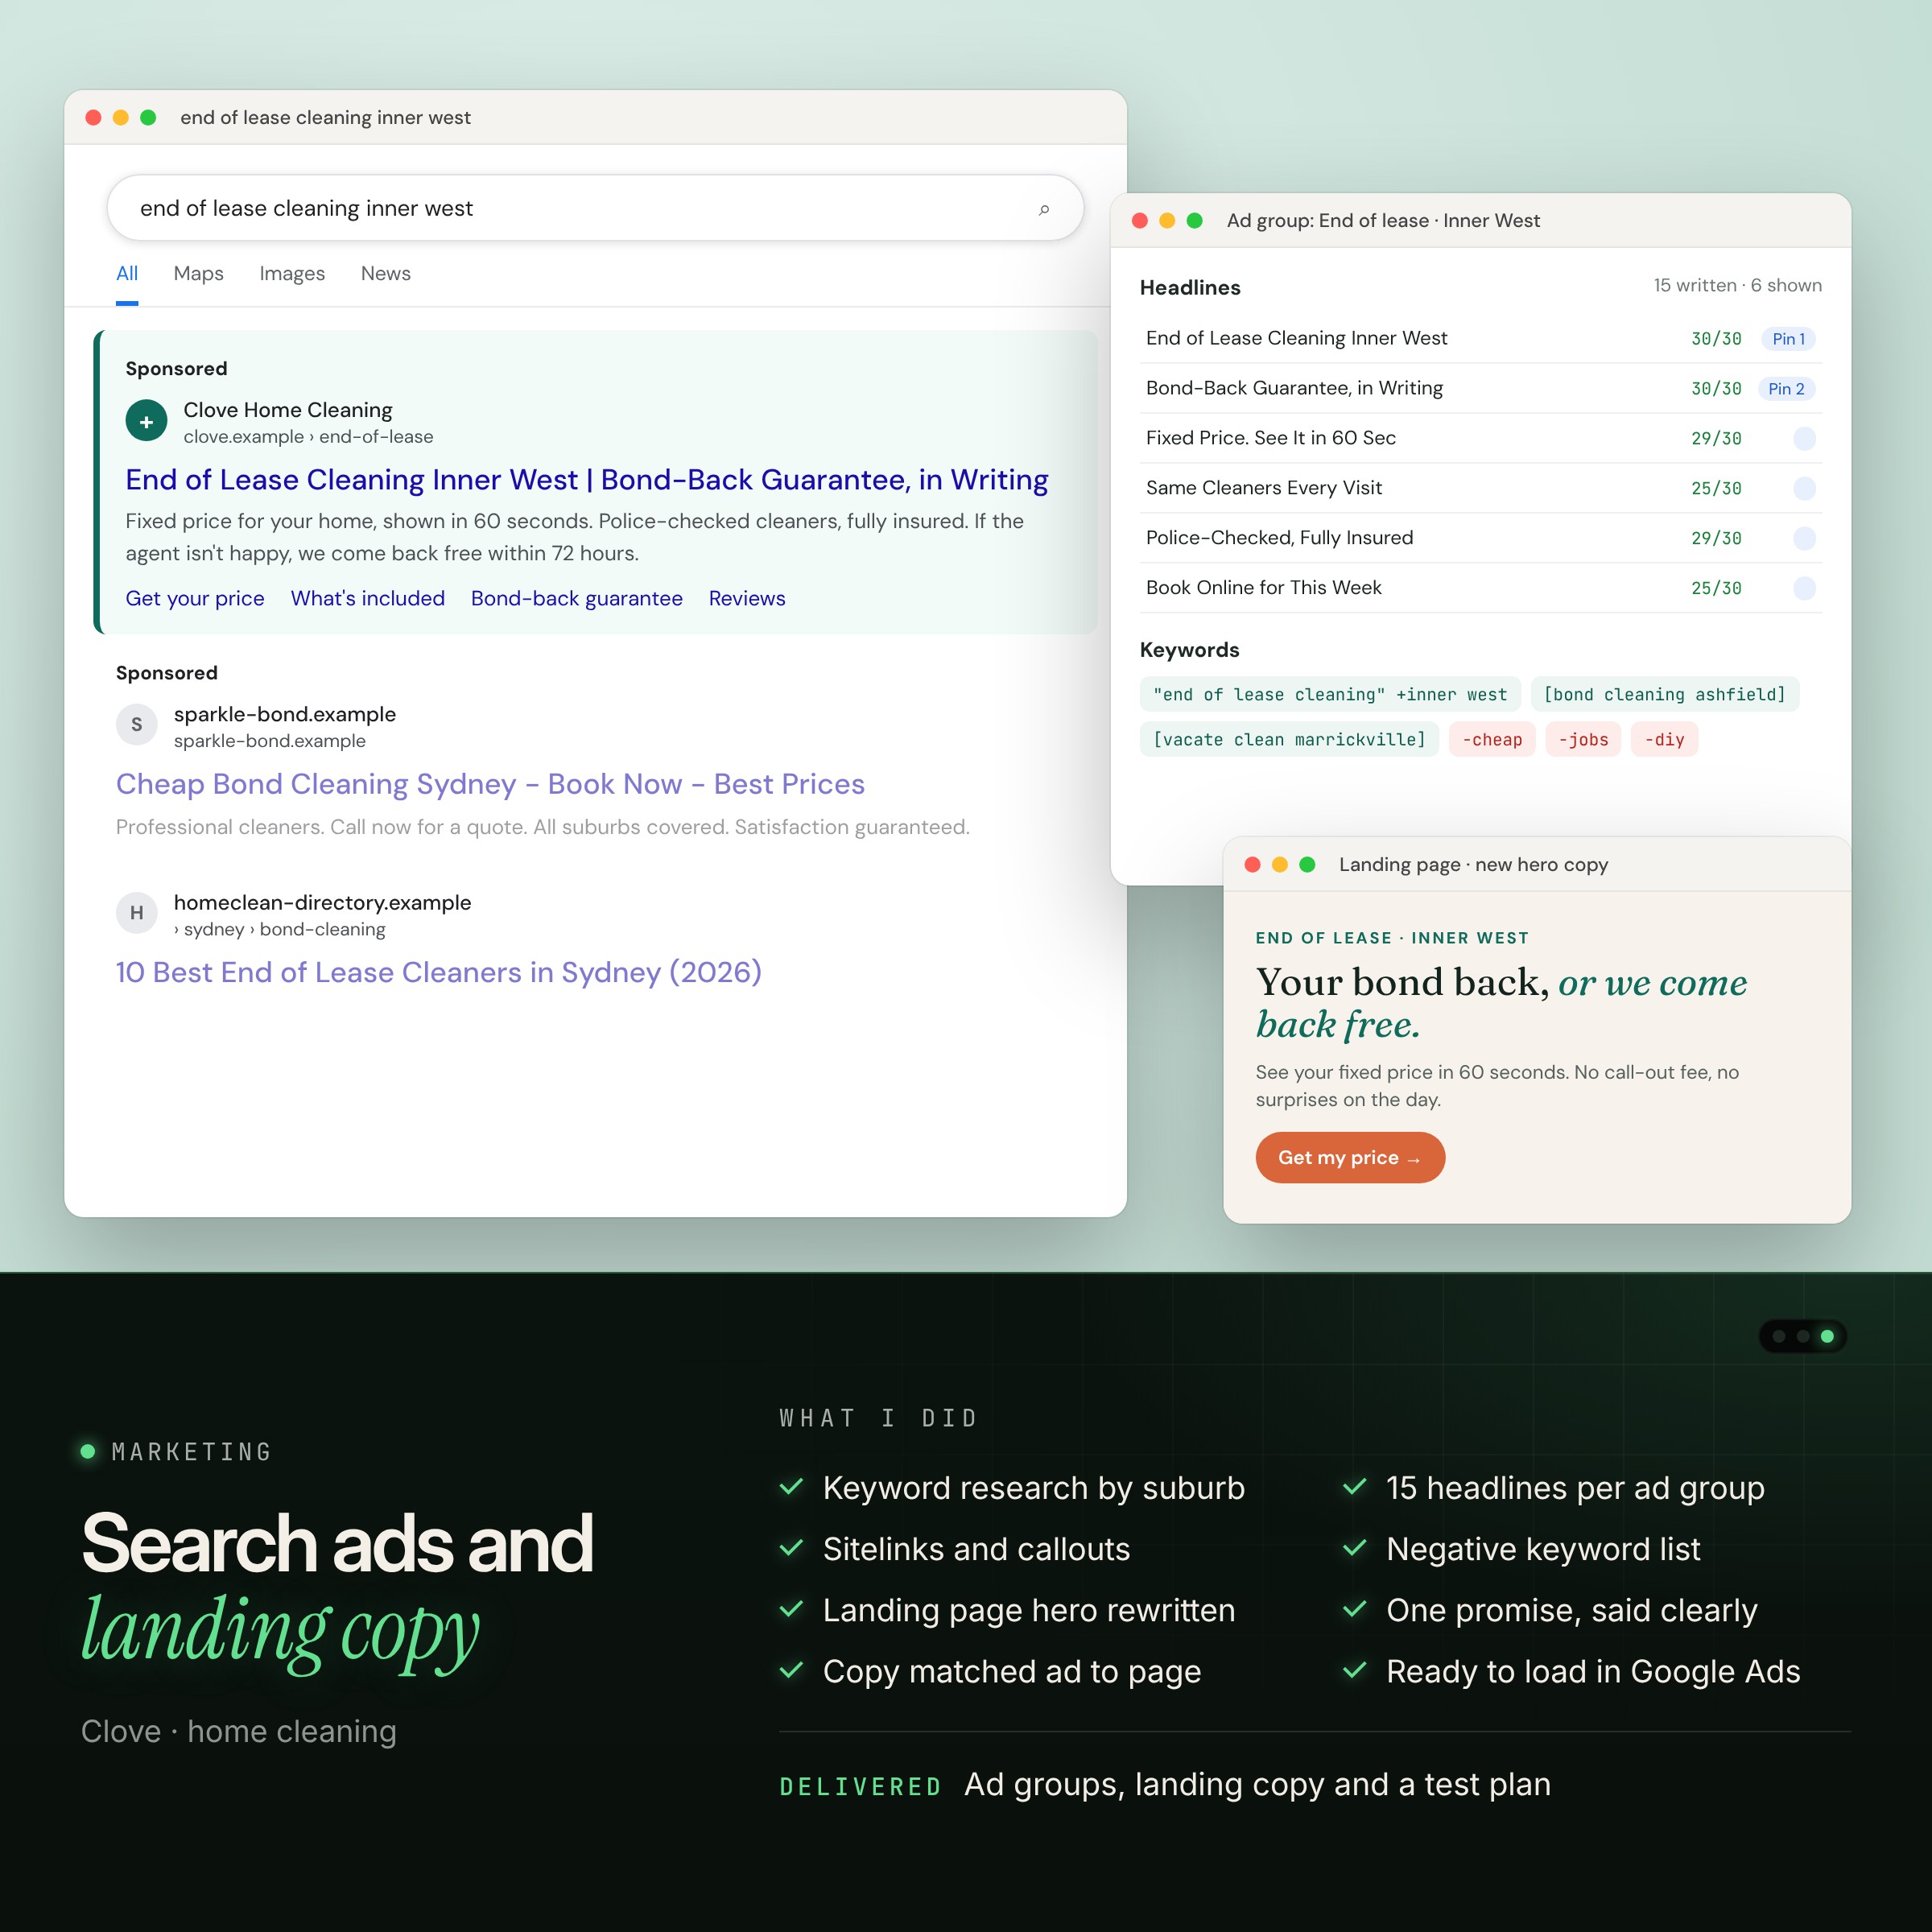 end of lease cleaning inner west
end of lease cleaning inner west
All Maps Images News
Sponsored
+
Clove Home Cleaning
clove.example › end-of-lease
End of Lease Cleaning Inner West | Bond-Back Guarantee, in Writing
Fixed price for your home, shown in 60 seconds. Police-checked cleaners, fully insured. If the
agent isn't happy, we come back free within 72 hours.
Get your price What's included Bond-back guarantee Reviews
Sponsored
S
sparkle-bond.example
sparkle-bond.example
Cheap Bond Cleaning Sydney - Book Now - Best Prices
Professional cleaners. Call now for a quote. All suburbs covered. Satisfaction guaranteed.
H
homeclean-directory.example
› sydney › bond-cleaning
10 Best End of Lease Cleaners in Sydney (2026)
Ad group: End of lease · Inner West
Headlines 15 written · 6 shown
End of Lease Cleaning Inner West 30/30 Pin 1
Bond-Back Guarantee, in Writing 30/30 Pin 2
Fixed Price. See It in 60 Sec 29/30
Same Cleaners Every Visit 25/30
Police-Checked, Fully Insured 29/30
Book Online for This Week 25/30
Keywords
"end of lease cleaning" +inner west [bond cleaning ashfield]
[vacate clean marrickville] -cheap -jobs -diy
Landing page · new hero copy
END OF LEASE · INNER WEST
Your bond back, or we come
back free.
See your fixed price in 60 seconds. No call-out fee, no
surprises on the day.
Get my price →
MARKETING
Search ads and
landing copy
Clove · home cleaning
WHAT I DID
Keyword research by suburb
15 headlines per ad group
Sitelinks and callouts
Negative keyword list
Landing page hero rewritten
One promise, said clearly
Copy matched ad to page
Ready to load in Google Ads
DELIVERED Ad groups, landing copy and a test plan